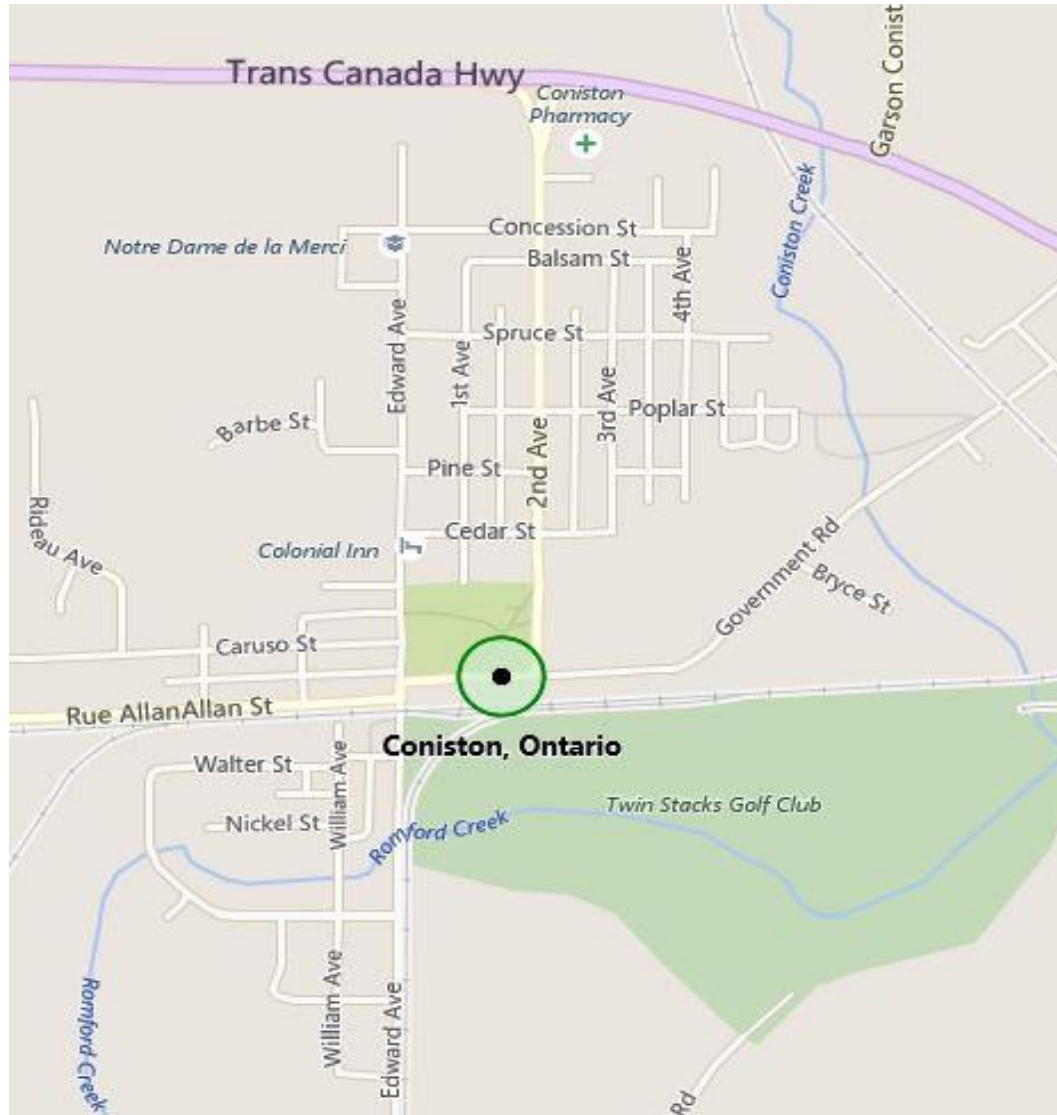 Trans Canada Hwy
Coniston
Pharmacy
Garson Conist
Concession St
Notre Dame de la Merci
Balsam St
Coniston Creek
4th Ave
Spruce St
Edward Ave
1st Ave
3rd Ave
Poplar St
Barbe St
2nd Ave
Pine St
Rideau Ave
Cedar St
Colonial Inn
Government Rd
Bryce St
Caruso St
Rue AllanAllan St
Coniston, Ontario
Walter St
William Ave
Twin Stacks Golf Club
Nickel St
Romford Creek
Romford Creek
William Ave
Edward Ave
Rd